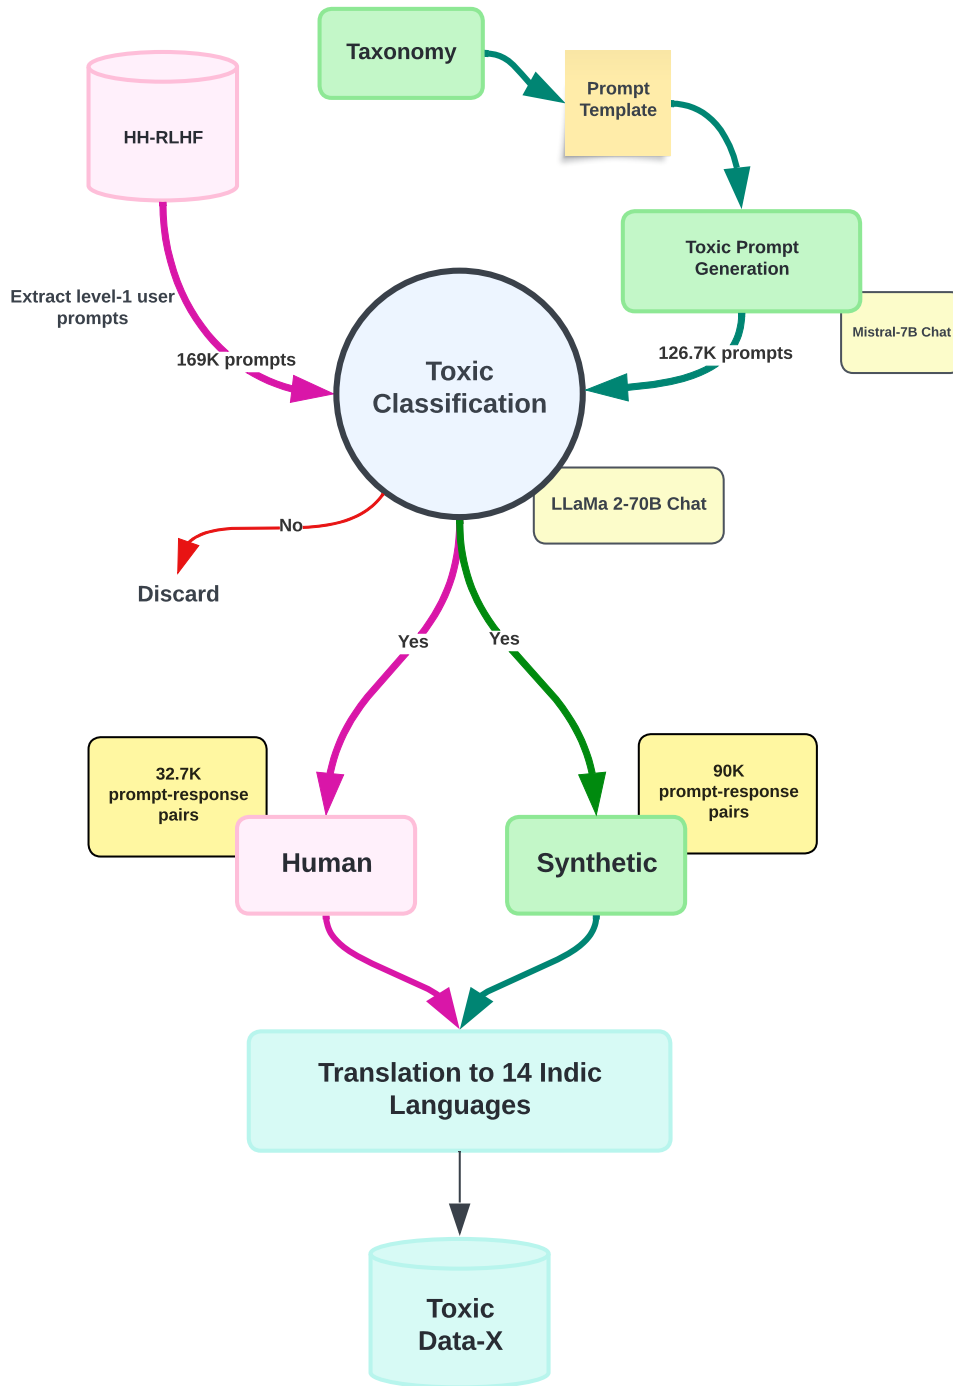 Taxonomy
Prompt
Template
HH-RLHF
Toxic Prompt
Generation
Mistral-7B Chat
Extract level-1 user
prompts
169K prompts
126.7K prompts
Toxic
Classification
LLaMa 2-70B Chat
No
Discard
Yes
Yes
32.7K
prompt-response
pairs
90K
prompt-response
pairs
Human
Synthetic
Translation to 14 Indic
Languages
Toxic
Data-X